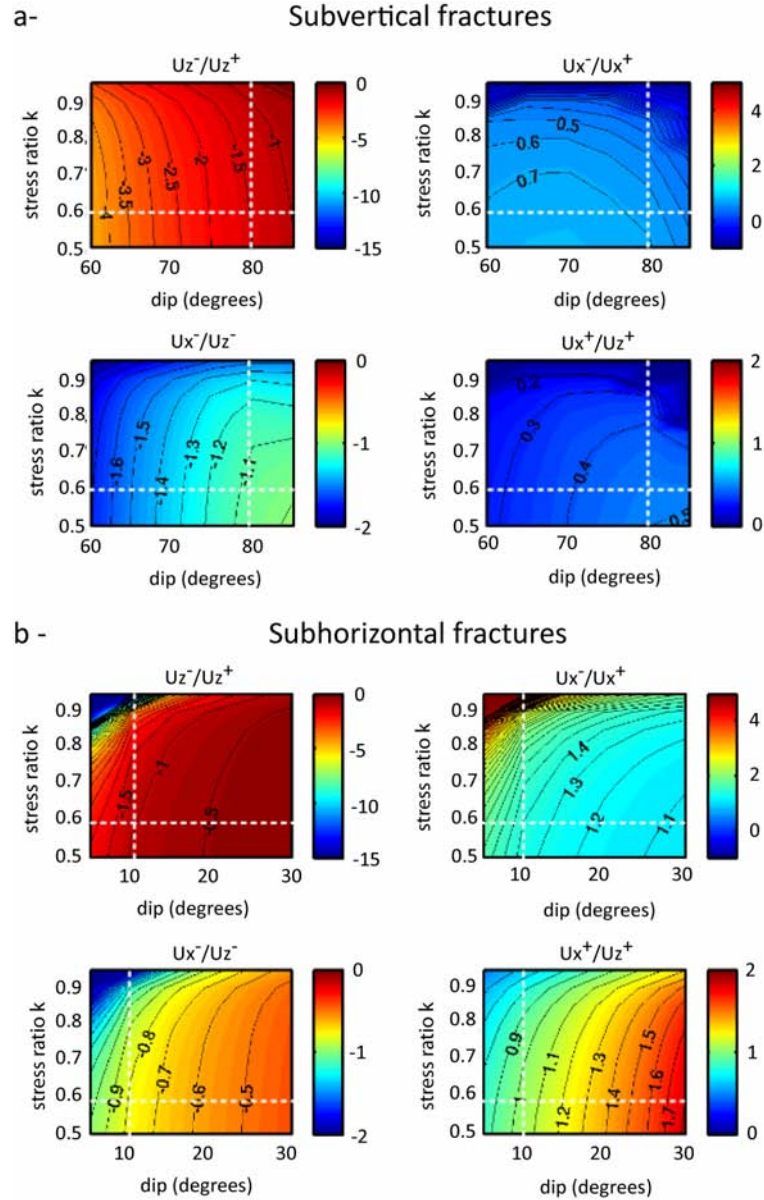 a- Subvertical fractures
Uz⁻/Uz⁺ Ux⁻/Ux⁺
stress ratio k 0.9 0.8, 0.7' 0.6 0.5
-4 -3.5 -3 -2.5 -2 -1.5 -1
0 -5 -10 -15
stress ratio k 0.9 0.8 0.7 0.6 0.5
0.5 0.6 0.7
4 2 0
60 70 80 60 70 80
dip (degrees) dip (degrees)
Ux⁻/Uz⁻ Ux⁺/Uz⁺
stress ratio k 0.9 0.8, 0.7 0.6 0.5
-1.6 -1.5 -1.4 -1.3 -1.2 -1.1
0 -1 -2
stress ratio k 0.9 0.8 0.7 0.6 0.5
0.2 0.3 0.4 0.5
2 1 0
60 70 80 60 70 80
dip (degrees) dip (degrees)
b - Subhorizontal fractures
Uz⁻/Uz⁺ Ux⁻/Ux⁺
stress ratio k 0.9 0.8 0.7 0.6 0.5
-1.5 -1 -0.5
0 -5 -10 -15
stress ratio k 0.9 0.8 0.7 0.6 0.5
1.4 1.3 1.2 1.1
4 2 0
10 20 30 10 20 30
dip (degrees) dip (degrees)
Ux⁻/Uz⁻ Ux⁺/Uz⁺
stress ratio k 0.9 0.8 0.7 0.6 0.5
-0.9 -0.8 -0.7 -0.6 -0.5
0 -1 -2
stress ratio k 0.9 0.8 0.7 0.6 0.5
0.9 1 1.1 1.2 1.3 1.4 1.5 1.6 1.7
2 1 0
10 20 30 10 20 30
dip (degrees) dip (degrees)